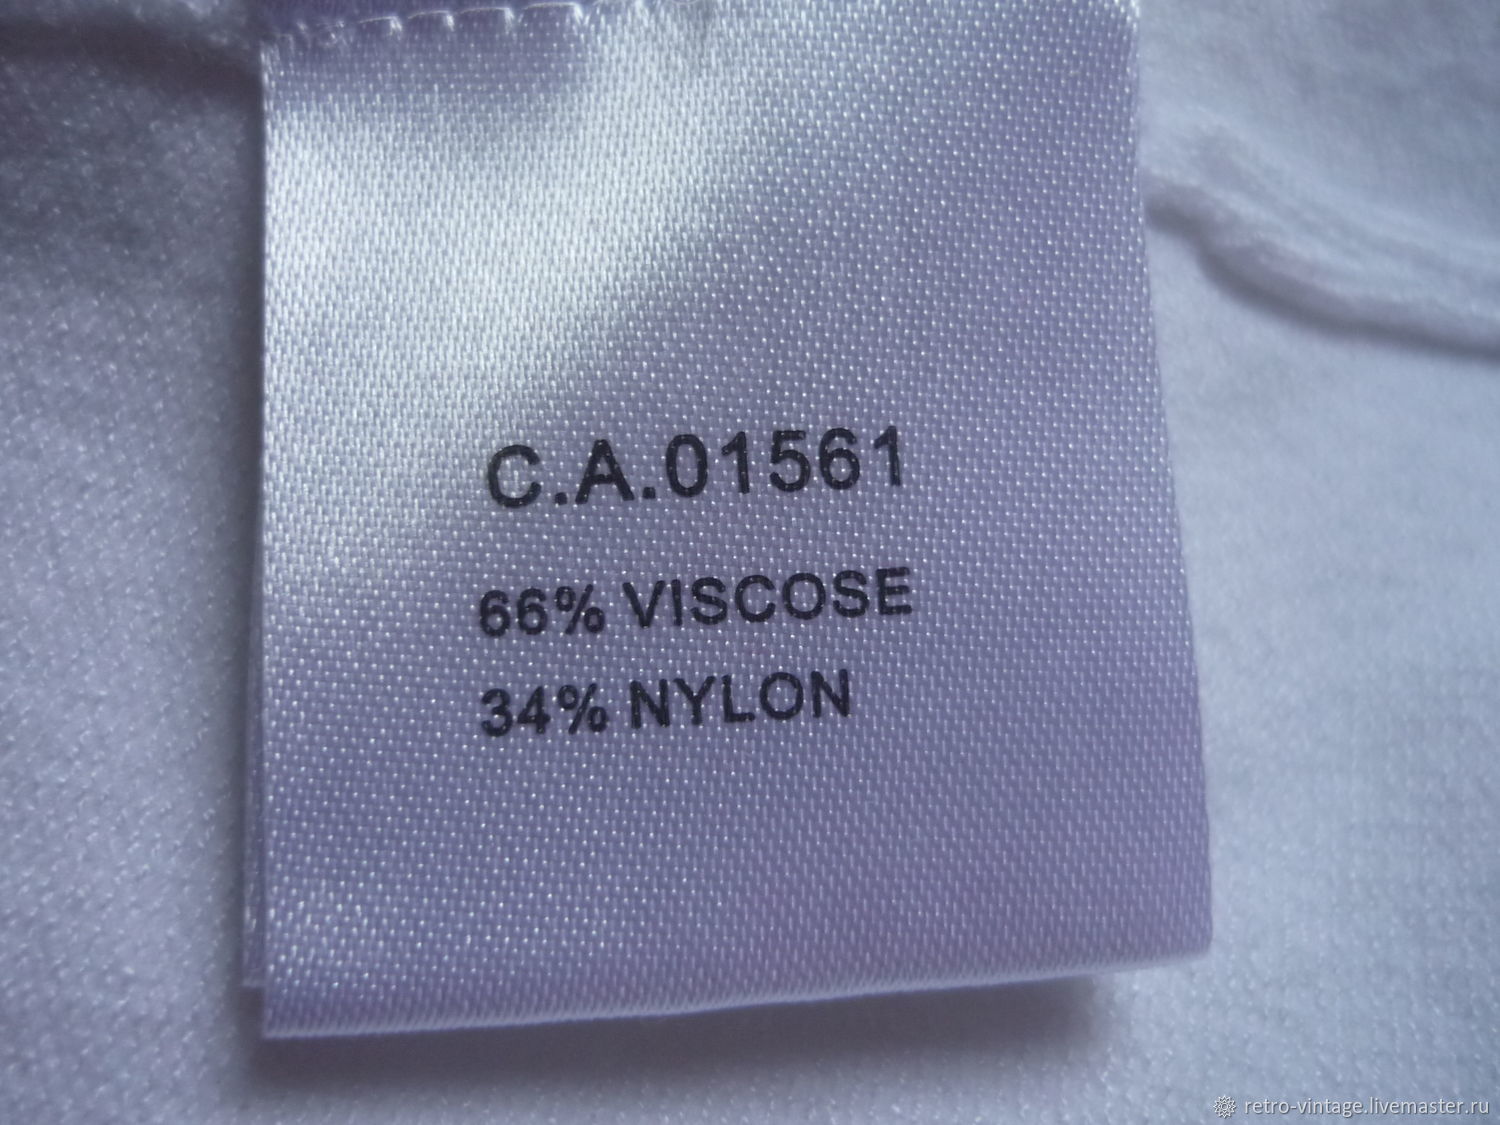 C.A.01561
66% VISCOSE
34% NYLON
retro-vintage.livemaster.ru